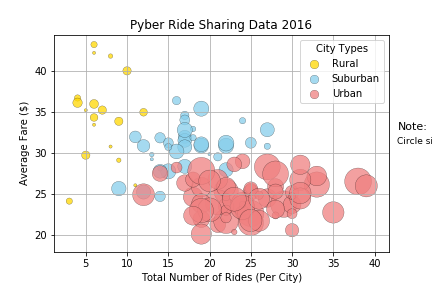 Pyber Ride Sharing Data 2016
City Types
Rural
Suburban
Urban
Note:
Circle si
Average Fare ($)
40
35
30
25
20
5 10 15 20 25 30 35 40
Total Number of Rides (Per City)